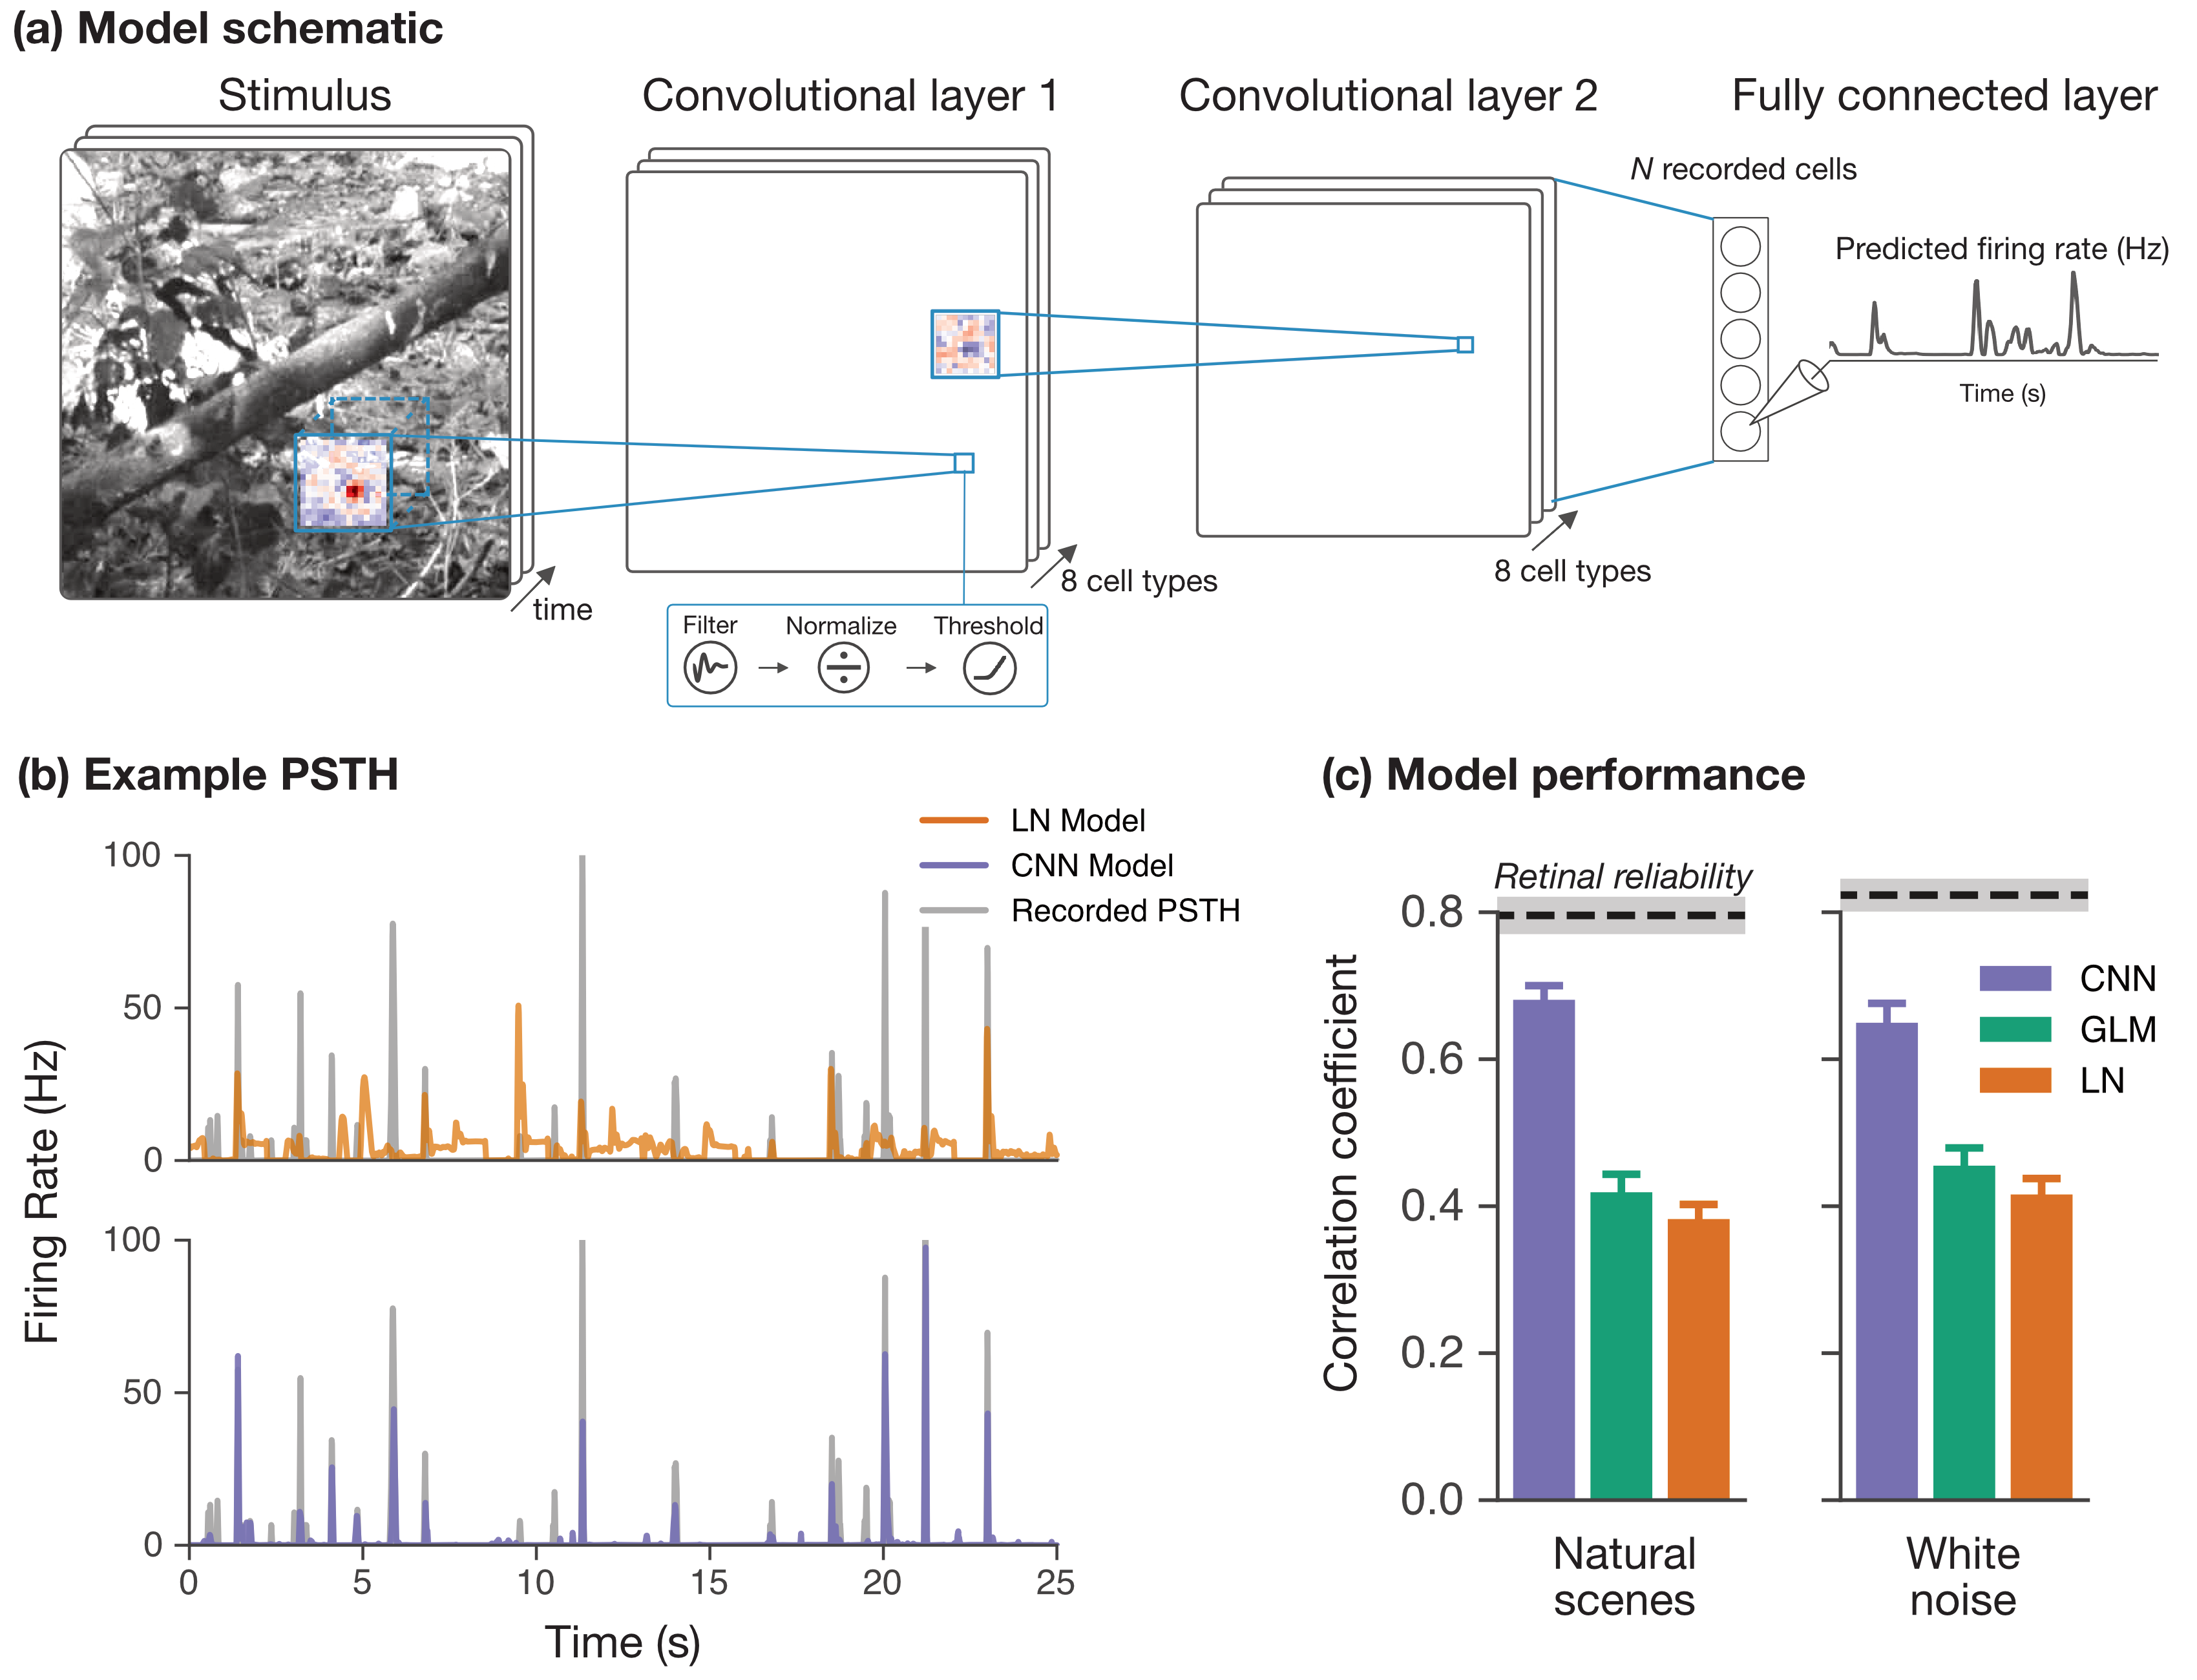 (a) Model schematic
Stimulus
Convolutional layer 1
Convolutional layer 2
Fully connected layer
N recorded cells
Predicted firing rate (Hz)
Time (s)
time
8 cell types
8 cell types
Filter
Normalize
Threshold
(b) Example PSTH
LN Model
CNN Model
Recorded PSTH
Firing Rate (Hz)
100
50
0
100
50
0
0
5
10
15
20
25
Time (s)
(c) Model performance
Retinal reliability
Correlation coefficient
0.8
0.6
0.4
0.2
0.0
CNN
GLM
LN
Natural
scenes
White
noise